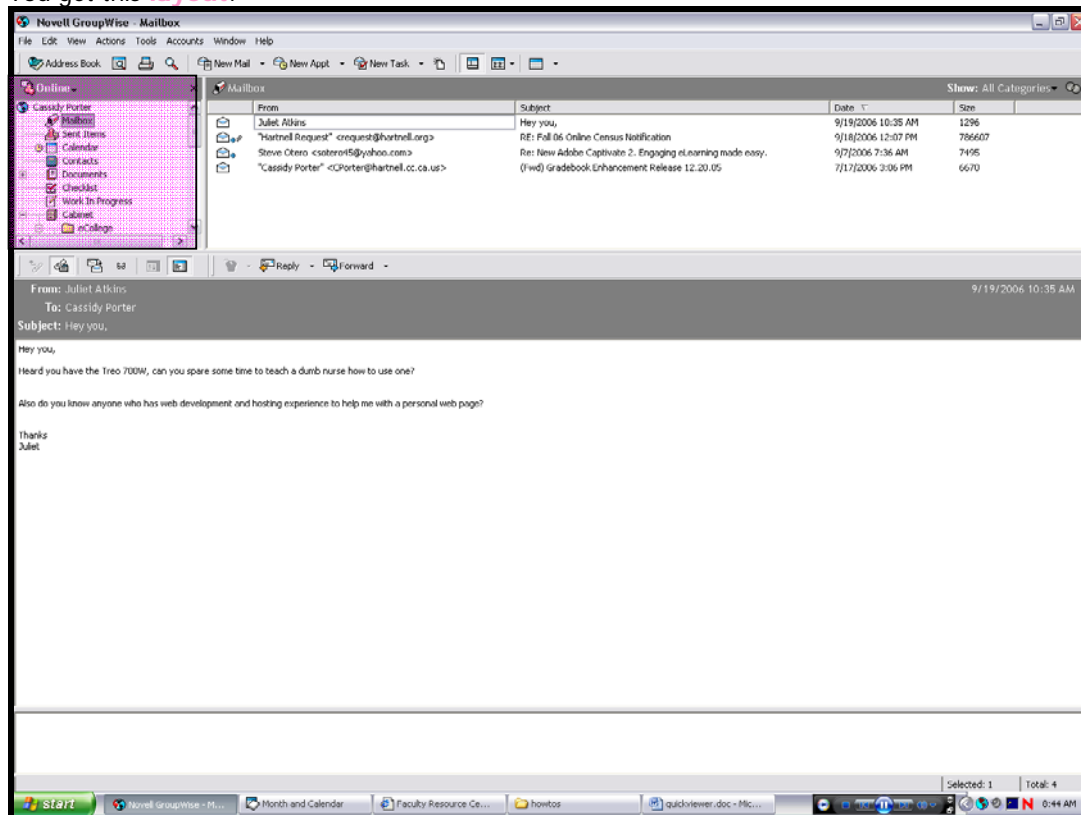 You get this layout.
Novell GroupWise - Mailbox
File Edit View Actions Tools Accounts Window Help
Address Book New Mail New Appt New Task
Online Mailbox Show: All Categories
Cassidy Porter
Mailbox
Sent Items
Calendar
Contacts
Documents
Checklist
Work In Progress
Cabinet
From Subject Date Size
Juliet Atkins Hey you, 9/19/2006 10:35 AM 1296
"Hartnell Request" <request@hartnell.org> RE: Fall 06 Online Census Notification 9/18/2006 12:07 PM 786607
Steve Otero <sotero45@yahoo.com> Re: New Adobe Captivate 2. Engaging eLearning made easy. 9/7/2006 7:36 AM 7495
"Cassidy Porter" <CPorter@hartnell.cc.ca.us> (Fwd) Gradebook Enhancement Release 12.20.05 7/17/2006 3:06 PM 6670
Reply Forward
From: Juliet Atkins 9/19/2006 10:35 AM
To: Cassidy Porter
Subject: Hey you,
Hey you,
Heard you have the Treo 700W, can you spare some time to teach a dumb nurse how to use one?
Also do you know anyone who has web development and hosting experience to help me with a personal web page?
Thanks
Juliet
Selected: 1 Total: 4
start Novell GroupWise - M... Month and Calendar Faculty Resource Ce... howtos quickviewer.doc - Mic... 0:44 AM